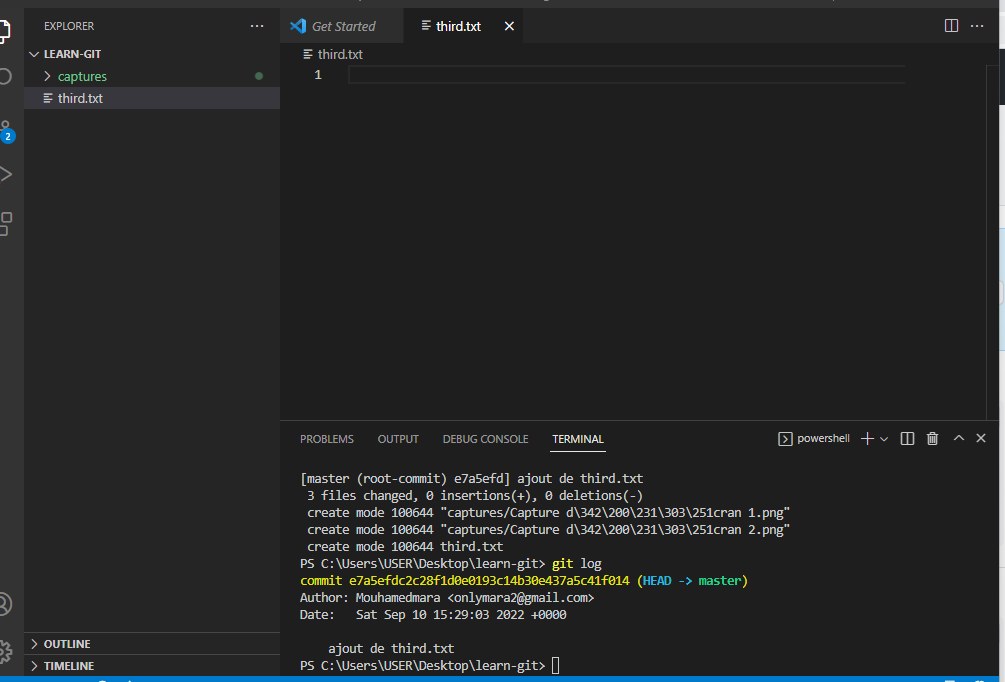 EXPLORER
LEARN-GIT
captures
third.txt
2
OUTLINE
TIMELINE
Get Started
third.txt
third.txt
1
PROBLEMS OUTPUT DEBUG CONSOLE TERMINAL
powershell
[master (root-commit) e7a5efd] ajout de third.txt
3 files changed, 0 insertions(+), 0 deletions(-)
create mode 100644 "captures/Capture d\342\200\231\303\251cran 1.png"
create mode 100644 "captures/Capture d\342\200\231\303\251cran 2.png"
create mode 100644 third.txt
PS C:\Users\USER\Desktop\learn-git> git log
commit e7a5efdc2c28f1d0e0193c14b30e437a5c41f014 (HEAD -> master)
Author: Mouhamedmara <onlymara2@gmail.com>
Date:   Sat Sep 10 15:29:03 2022 +0000
ajout de third.txt
PS C:\Users\USER\Desktop\learn-git>